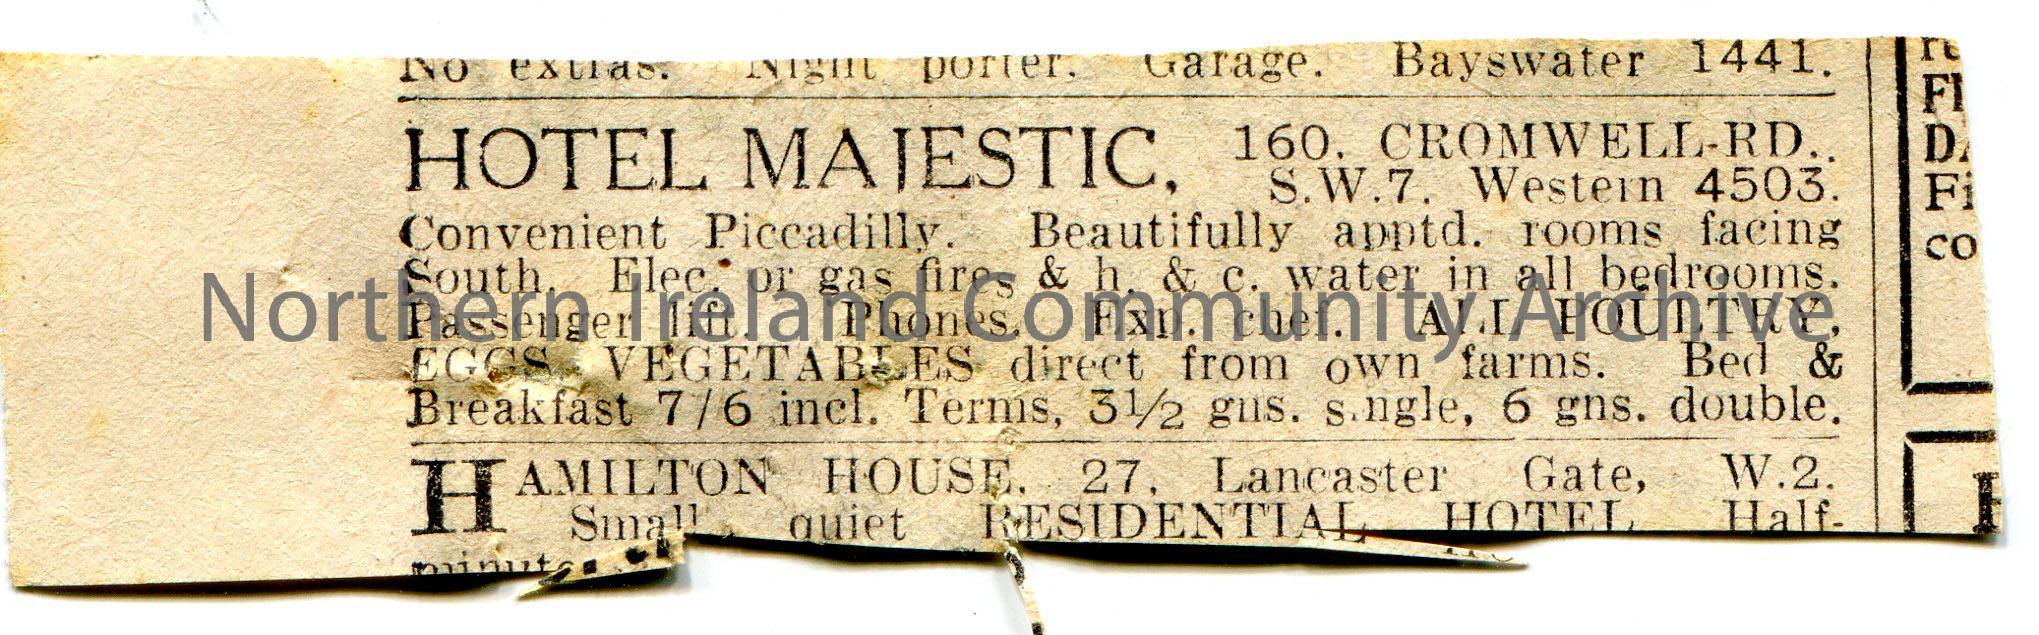 No extras. Night porter. Garage. Bayswater 1441.
HOTEL MAJESTIC, 160, CROMWELL-RD.,
S.W.7. Western 4503.
Convenient Piccadilly. Beautifully apptd. rooms facing
South. Elec. or gas fires & h. & c. water in all bedrooms.
Northern Ireland Community Archive
Passenger lift. Phones. Exp. chef. ALL POULTRY,
EGGS, VEGETABLES direct from own farms. Bed &
Breakfast 7/6 incl. Terms, 3½ gns. single, 6 gns. double.
HAMILTON HOUSE, 27, Lancaster Gate, W.2.
Small quiet RESIDENTIAL HOTEL Half-
minute
Fi
co